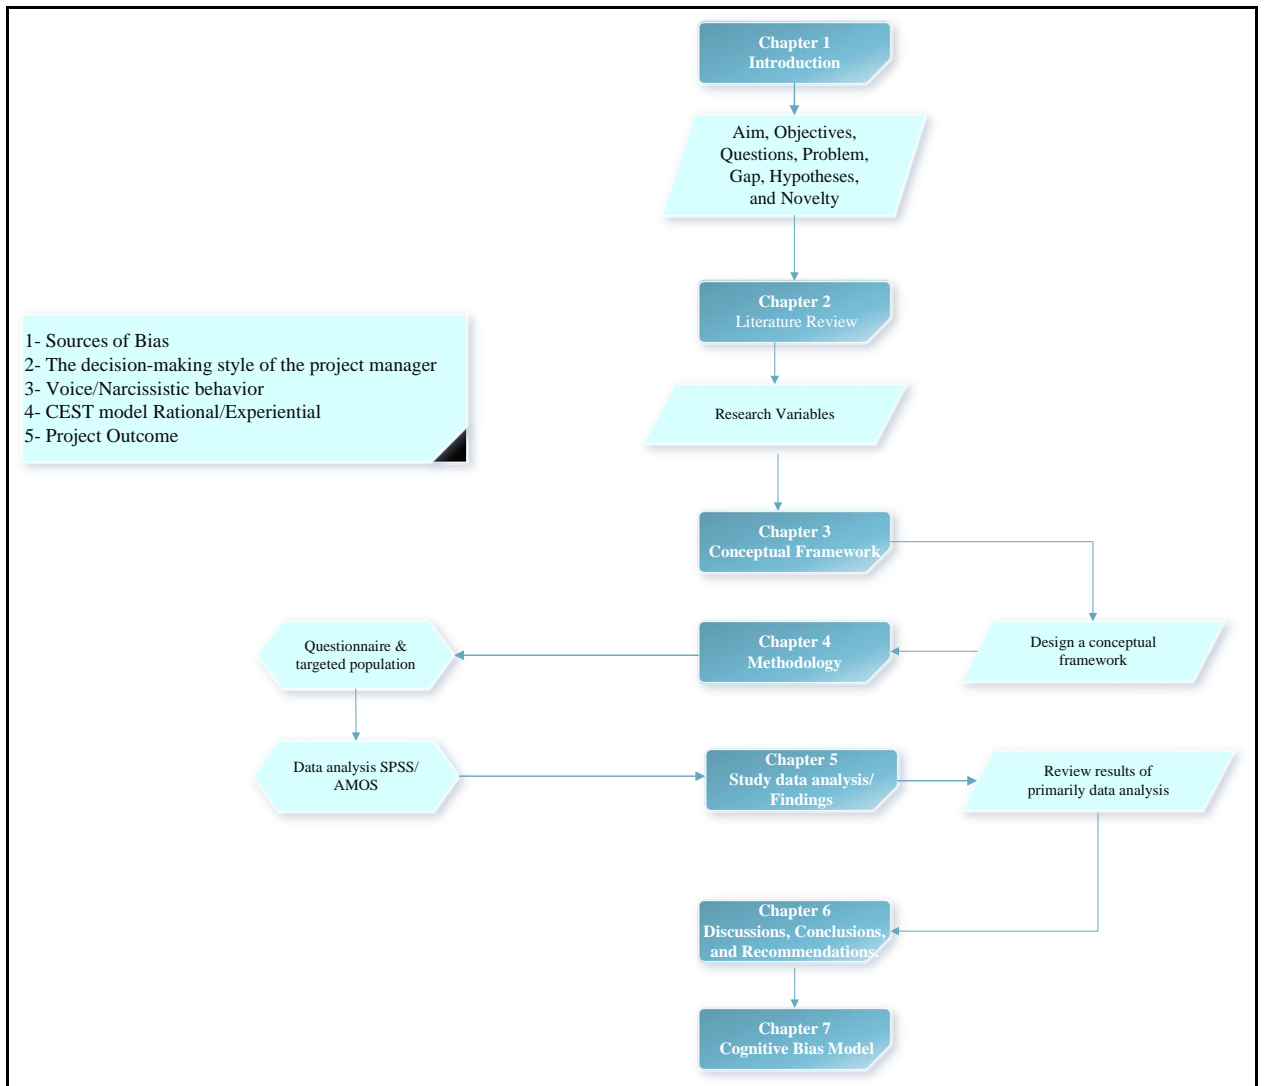 Chapter 1
Introduction
Aim, Objectives,
Questions, Problem,
Gap, Hypotheses,
and Novelty
Chapter 2
Literature Review
1- Sources of Bias
2- The decision-making style of the project manager
3- Voice/Narcissistic behavior
4- CEST model Rational/Experiential
5- Project Outcome
Research Variables
Chapter 3
Conceptual Framework
Design a conceptual
framework
Chapter 4
Methodology
Questionnaire &
targeted population
Data analysis SPSS/
AMOS
Chapter 5
Study data analysis/
Findings
Review results of
primarily data analysis
Chapter 6
Discussions, Conclusions,
and Recommendations.
Chapter 7
Cognitive Bias Model